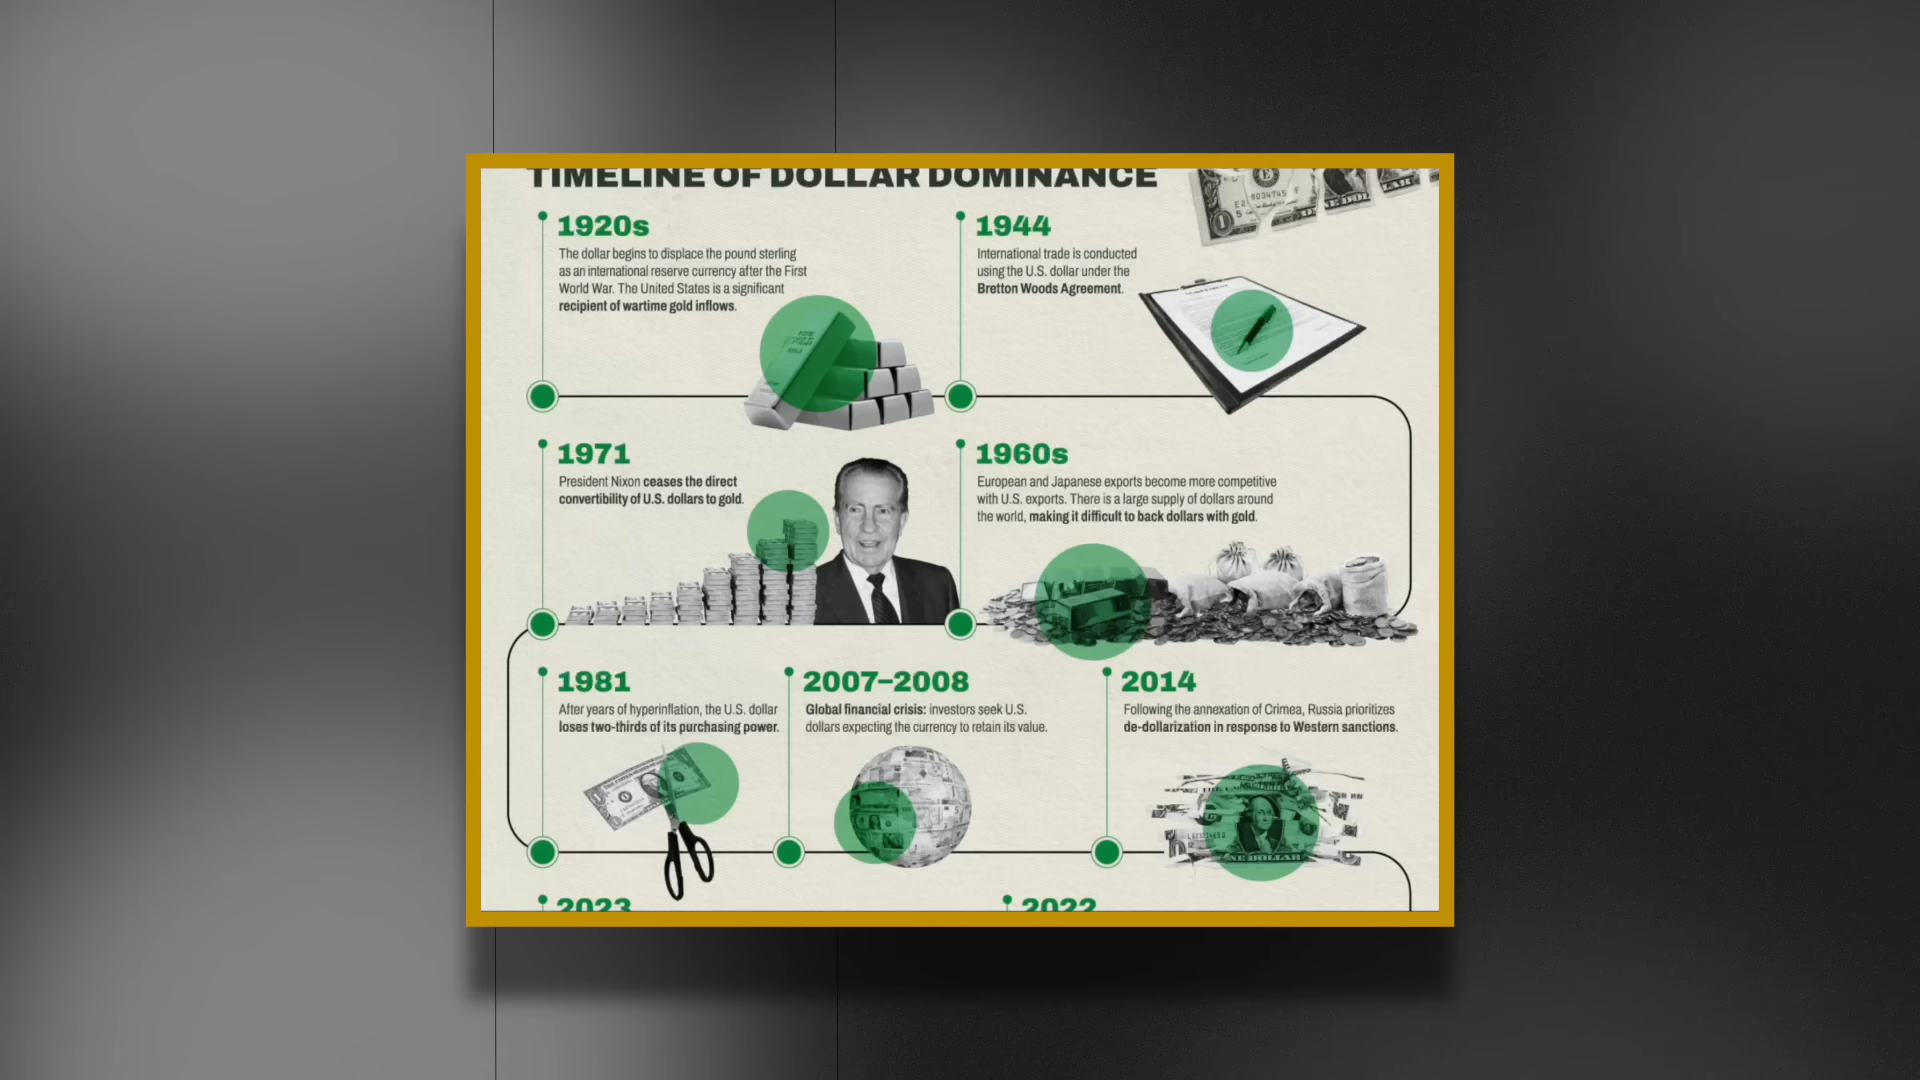 TIMELINE OF DOLLAR DOMINANCE
1920s
The dollar begins to displace the pound sterling
as an international reserve currency after the First
World War. The United States is a significant
recipient of wartime gold inflows.
1944
International trade is conducted
using the U.S. dollar under the
Bretton Woods Agreement.
1971
President Nixon ceases the direct
convertibility of U.S. dollars to gold.
1960s
European and Japanese exports become more competitive
with U.S. exports. There is a large supply of dollars around
the world, making it difficult to back dollars with gold.
1981
After years of hyperinflation, the U.S. dollar
loses two-thirds of its purchasing power.
2007–2008
Global financial crisis: investors seek U.S.
dollars expecting the currency to retain its value.
2014
Following the annexation of Crimea, Russia prioritizes
de-dollarization in response to Western sanctions.
2023
2022